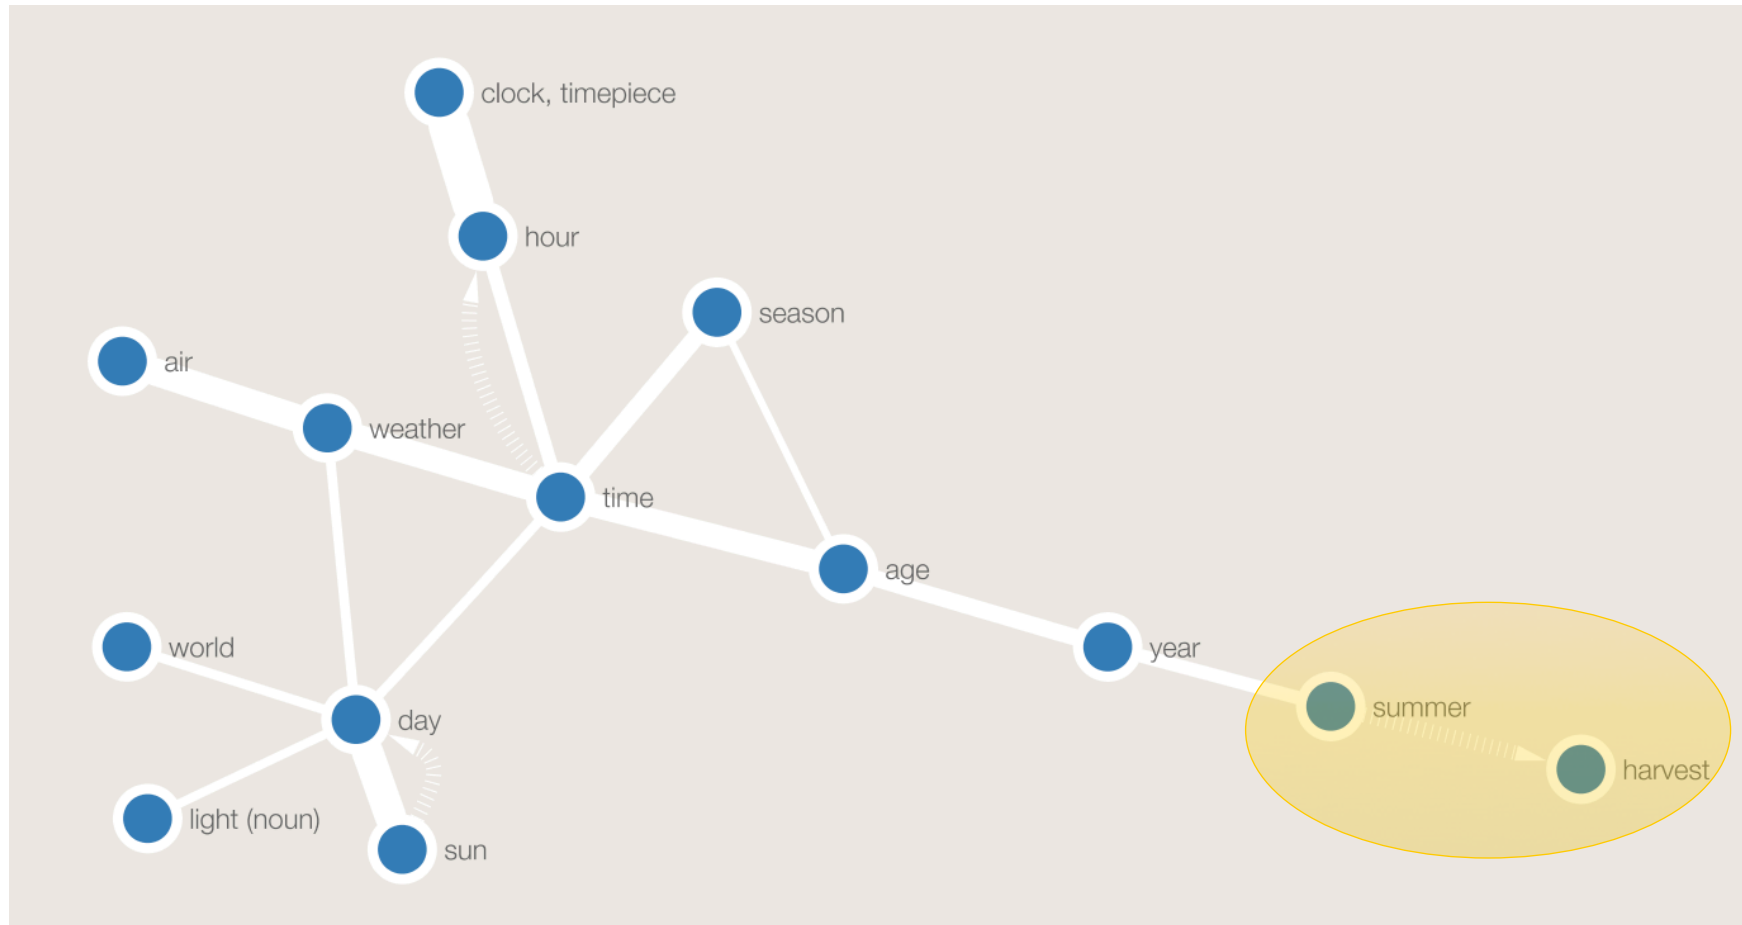 clock, timepiece
hour
season
air
weather
time
age
world
year
summer
day
harvest
light (noun)
sun